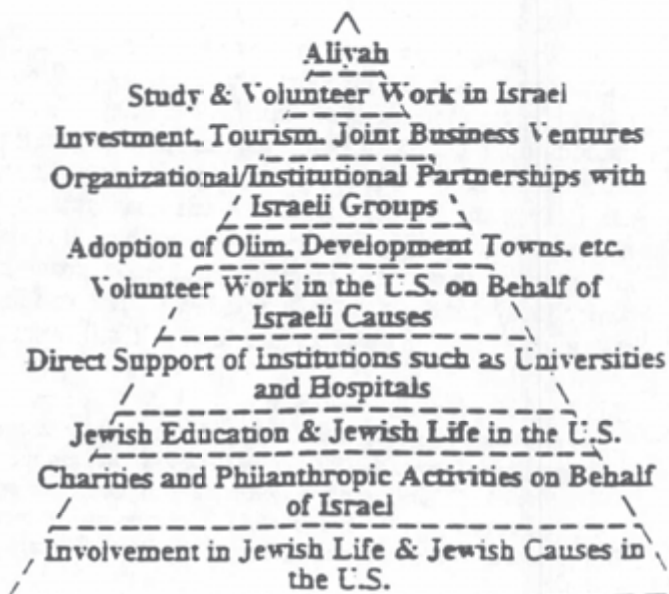 Aliyah
Study & Volunteer Work in Israel
Investment, Tourism, Joint Business Ventures
Organizational/Institutional Partnerships with
Israeli Groups
Adoption of Olim, Development Towns, etc.
Volunteer Work in the U.S. on Behalf of
Israeli Causes
Direct Support of Institutions such as Universities
and Hospitals
Jewish Education & Jewish Life in the U.S.
Charities and Philanthropic Activities on Behalf
of Israel
Involvement in Jewish Life & Jewish Causes in
the U.S.